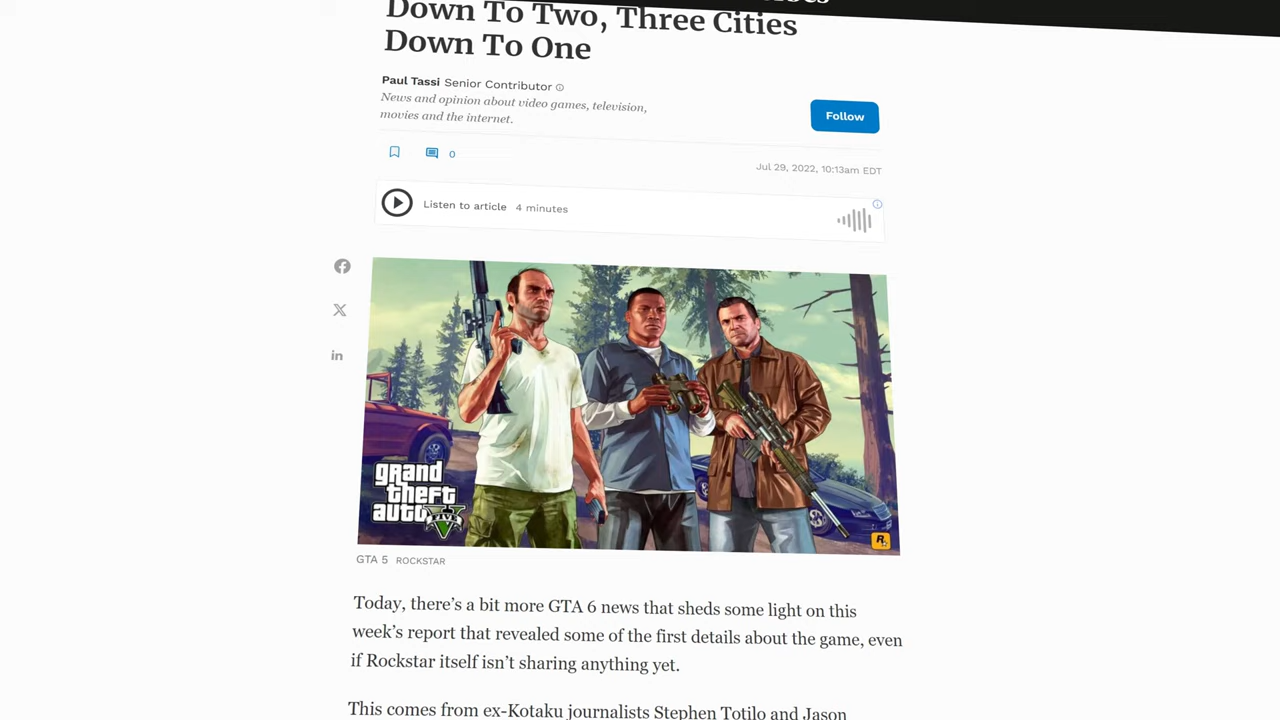 Down To Two, Three Cities
Down To One
Paul Tassi Senior Contributor
News and opinion about video games, television,
movies and the internet.
Follow
0
Jul 29, 2022, 10:13am EDT
Listen to article 4 minutes
in
grand
theft
auto
FIVE
R
GTA 5 ROCKSTAR
Today, there's a bit more GTA 6 news that sheds some light on this
week's report that revealed some of the first details about the game, even
if Rockstar itself isn't sharing anything yet.
This comes from ex-Kotaku journalists Stephen Totilo and Jason